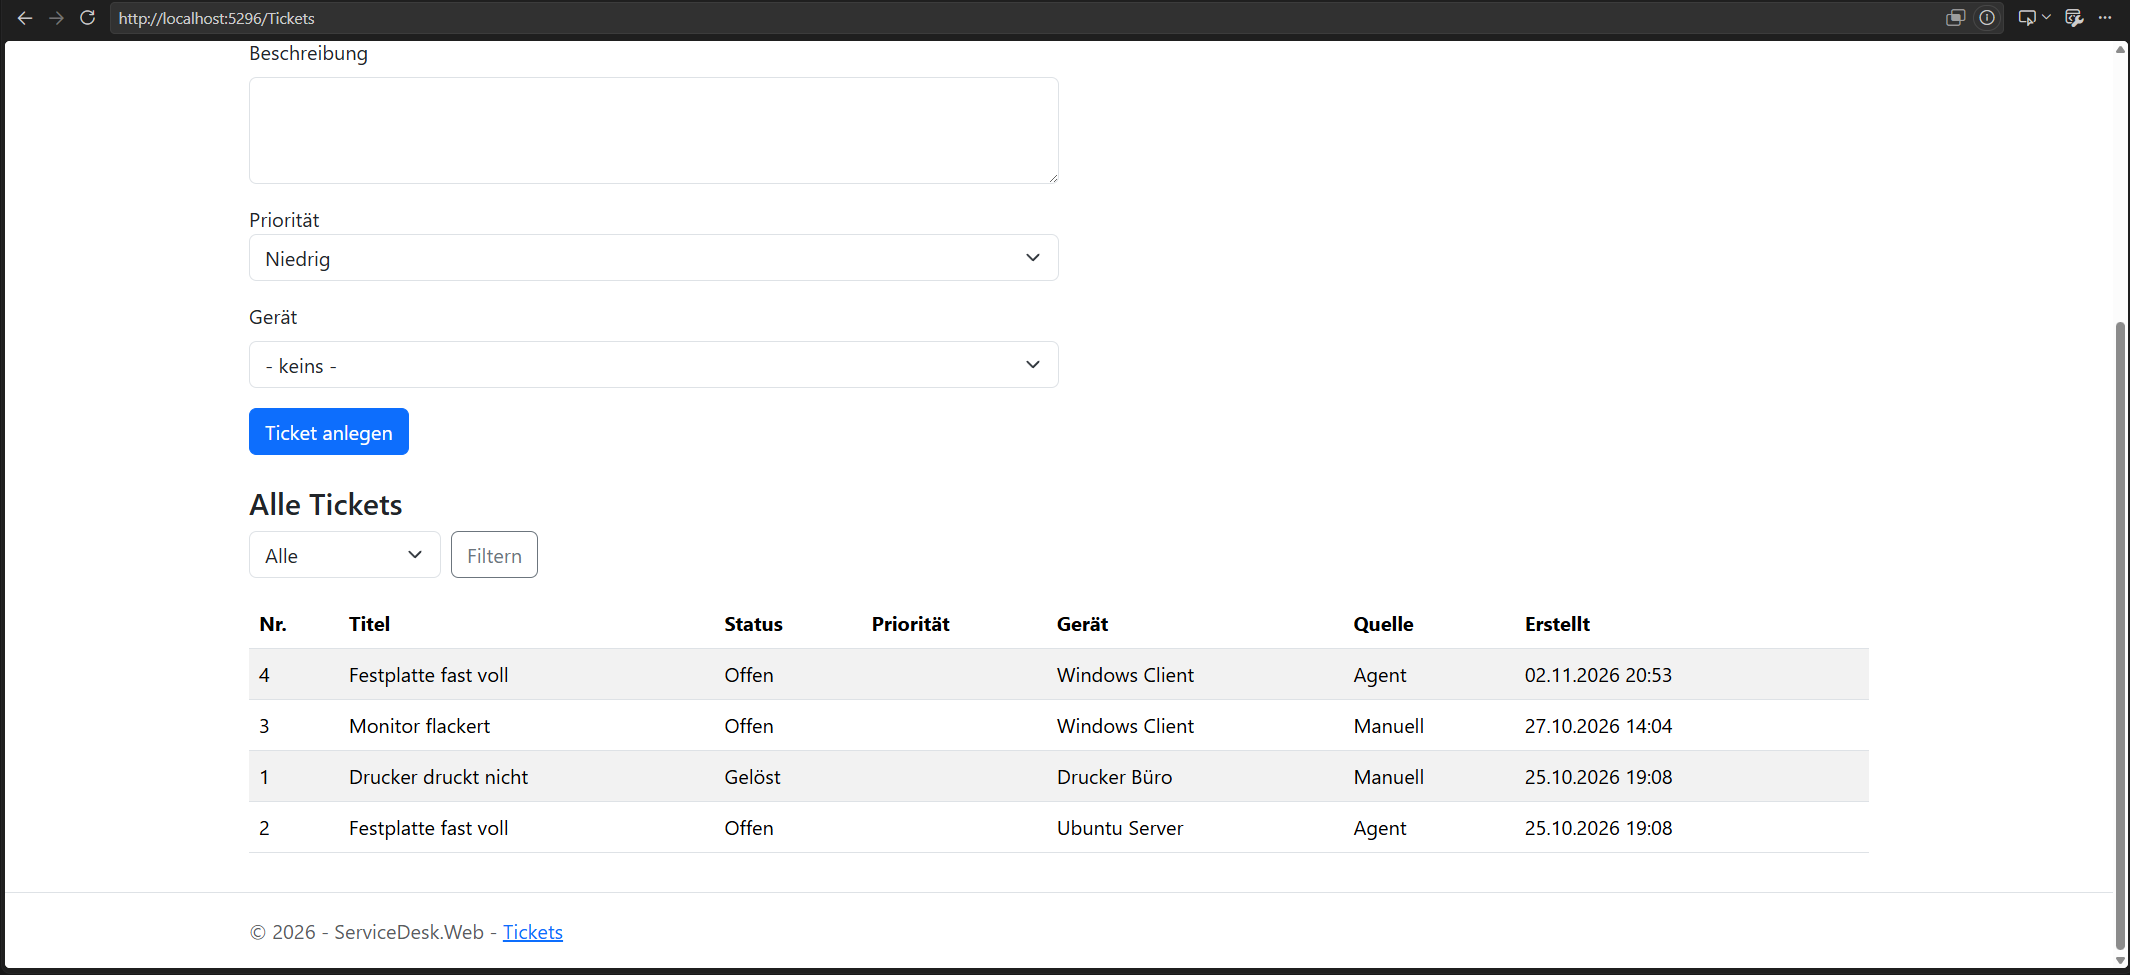 http://localhost:5296/Tickets
Beschreibung
Priorität
Niedrig
Gerät
- keins -
Ticket anlegen
Alle Tickets
Alle Filtern
Nr. Titel Status Priorität Gerät Quelle Erstellt
4 Festplatte fast voll Offen Windows Client Agent 02.11.2026 20:53
3 Monitor flackert Offen Windows Client Manuell 27.10.2026 14:04
1 Drucker druckt nicht Gelöst Drucker Büro Manuell 25.10.2026 19:08
2 Festplatte fast voll Offen Ubuntu Server Agent 25.10.2026 19:08
© 2026 - ServiceDesk.Web - Tickets